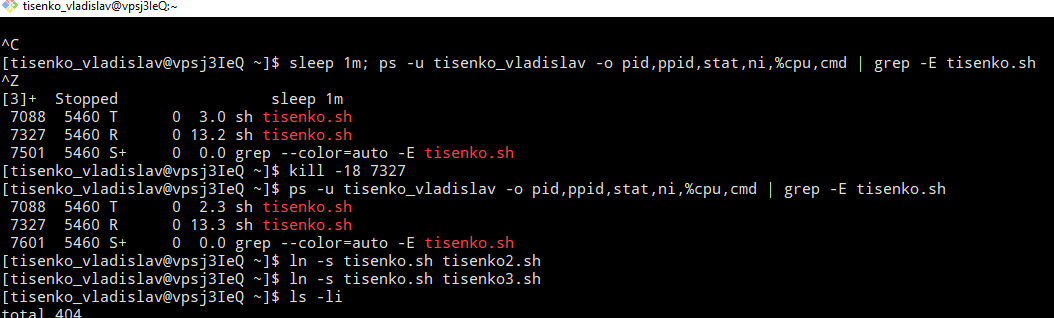 tisenko_vladislav@vpsj3IeQ:~
^C
[tisenko_vladislav@vpsj3IeQ ~]$ sleep 1m; ps -u tisenko_vladislav -o pid,ppid,stat,ni,%cpu,cmd | grep -E tisenko.sh
^Z
[3]+  Stopped                 sleep 1m
 7088  5460 T      0  3.0 sh tisenko.sh
 7327  5460 R      0 13.2 sh tisenko.sh
 7501  5460 S+     0  0.0 grep --color=auto -E tisenko.sh
[tisenko_vladislav@vpsj3IeQ ~]$ kill -18 7327
[tisenko_vladislav@vpsj3IeQ ~]$ ps -u tisenko_vladislav -o pid,ppid,stat,ni,%cpu,cmd | grep -E tisenko.sh
 7088  5460 T      0  2.3 sh tisenko.sh
 7327  5460 R      0 13.3 sh tisenko.sh
 7601  5460 S+     0  0.0 grep --color=auto -E tisenko.sh
[tisenko_vladislav@vpsj3IeQ ~]$ ln -s tisenko.sh tisenko2.sh
[tisenko_vladislav@vpsj3IeQ ~]$ ln -s tisenko.sh tisenko3.sh
[tisenko_vladislav@vpsj3IeQ ~]$ ls -li
total 404